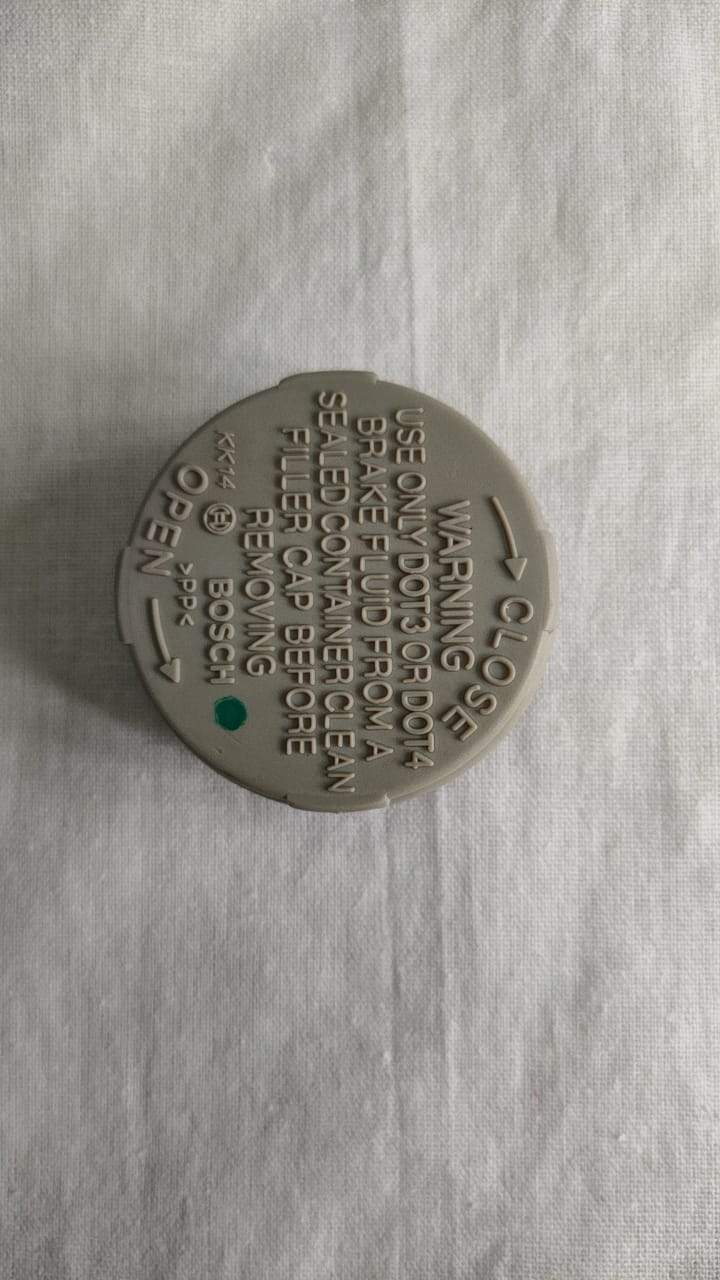 CLOSE
WARNING
USE ONLY DOT3 OR DOT4
BRAKE FLUID FROM A
SEALED CONTAINER CLEAN
FILLER CAP BEFORE
REMOVING
KK14 BOSCH
>PP<
OPEN